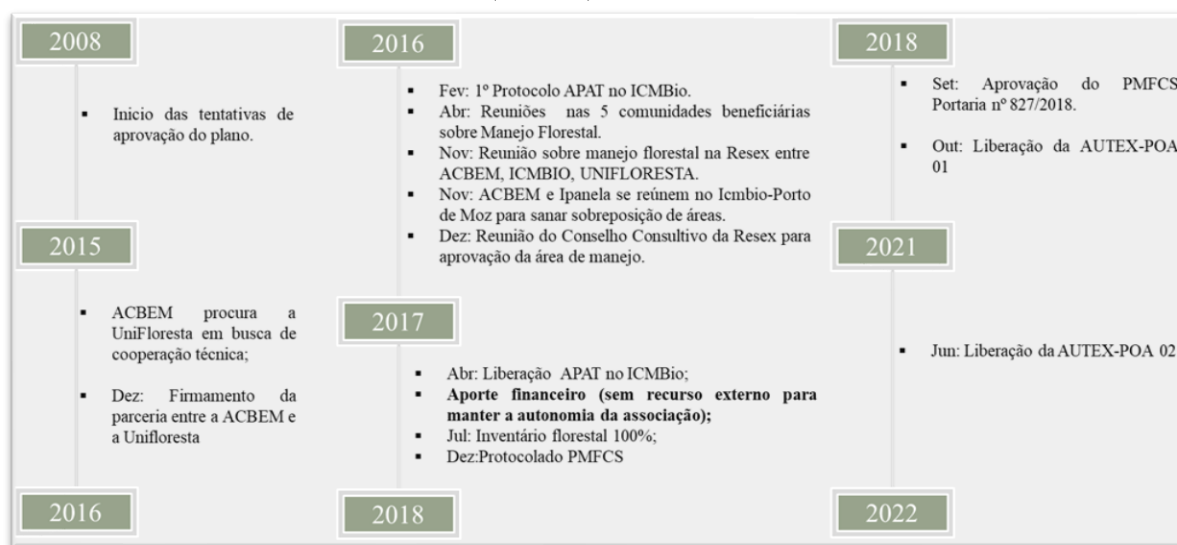 2008
▪ Inicio das tentativas de
aprovação do plano.
2015
▪ ACBEM procura a
UniFloresta em busca de
cooperação técnica;
▪ Dez: Firmamento da
parceria entre a ACBEM e
a Unifloresta
2016
2016
▪ Fev: 1º Protocolo APAT no ICMBio.
▪ Abr: Reuniões nas 5 comunidades beneficiárias
sobre Manejo Florestal.
▪ Nov: Reunião sobre manejo florestal na Resex entre
ACBEM, ICMBIO, UNIFLORESTA.
▪ Nov: ACBEM e Ipanela se reúnem no Icmbio-Porto
de Moz para sanar sobreposição de áreas.
▪ Dez: Reunião do Conselho Consultivo da Resex para
aprovação da área de manejo.
2017
▪ Abr: Liberação APAT no ICMBio;
▪ Aporte financeiro (sem recurso externo para
manter a autonomia da associação);
▪ Jul: Inventário florestal 100%;
▪ Dez:Protocolado PMFCS
2018
2018
▪ Set: Aprovação do PMFCS
Portaria nº 827/2018.
▪ Out: Liberação da AUTEX-POA
01
2021
▪ Jun: Liberação da AUTEX-POA 02
2022